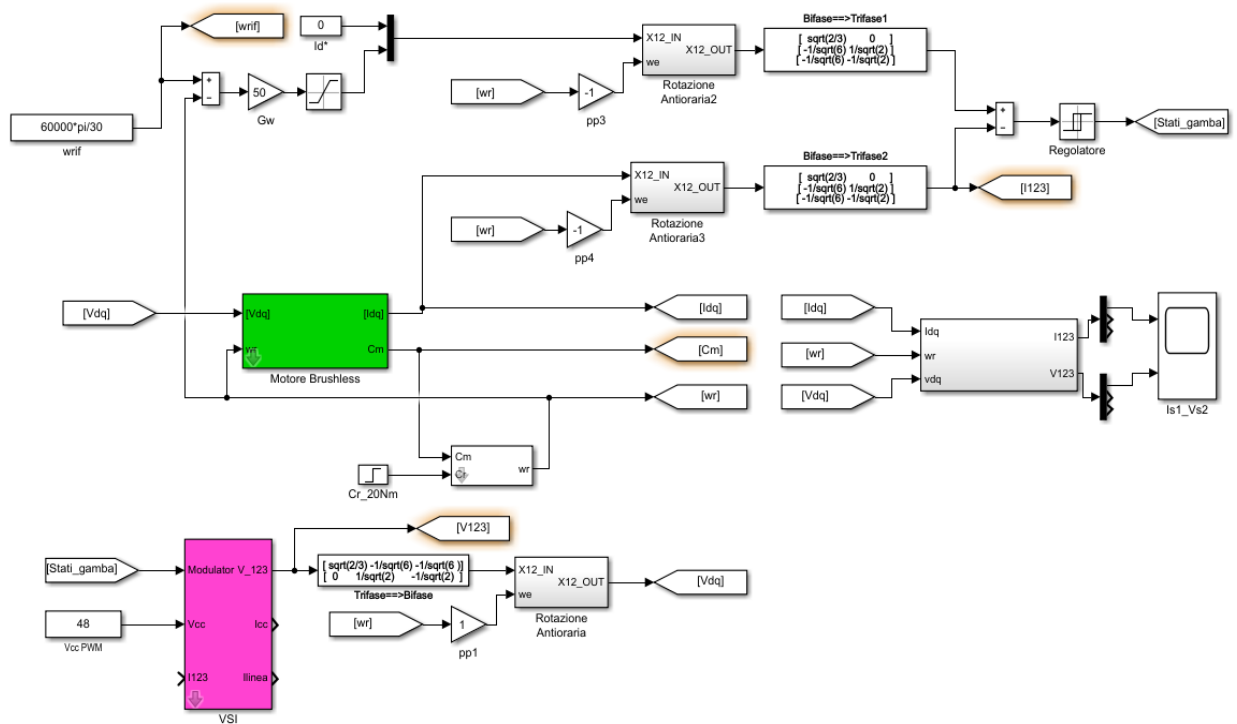 [wrif]
0
Id*
+
−
50
Gw
60000*pi/30
wrif
[wr]
-1
pp3
X12_IN
X12_OUT
we
Rotazione
Antioraria2
Bifase==>Trifase1
[ sqrt(2/3) 0 ]
[ -1/sqrt(6) 1/sqrt(2) ]
[ -1/sqrt(6) -1/sqrt(2) ]
+
−
Regolatore
[Stati_gamba]
[wr]
-1
pp4
X12_IN
X12_OUT
we
Rotazione
Antioraria3
Bifase==>Trifase2
[ sqrt(2/3) 0 ]
[ -1/sqrt(6) 1/sqrt(2) ]
[ -1/sqrt(6) -1/sqrt(2) ]
[I123]
[Vdq]
[Vdq]
[Idq]
wr
Cm
Motore Brushless
[Idq]
[Cm]
[wr]
[Idq]
[wr]
[Vdq]
Idq
wr
vdq
I123
V123
Is1_Vs2
Cm
Cr
wr
Cr_20Nm
[V123]
[Stati_gamba]
48
Vcc PWM
Modulator V_123
Vcc
Icc
I123
Ilinea
VSI
[ sqrt(2/3) -1/sqrt(6) -1/sqrt(6 )]
[ 0 1/sqrt(2) -1/sqrt(2) ]
Trifase==>Bifase
[wr]
1
pp1
X12_IN
X12_OUT
we
Rotazione
Antioraria
[Vdq]